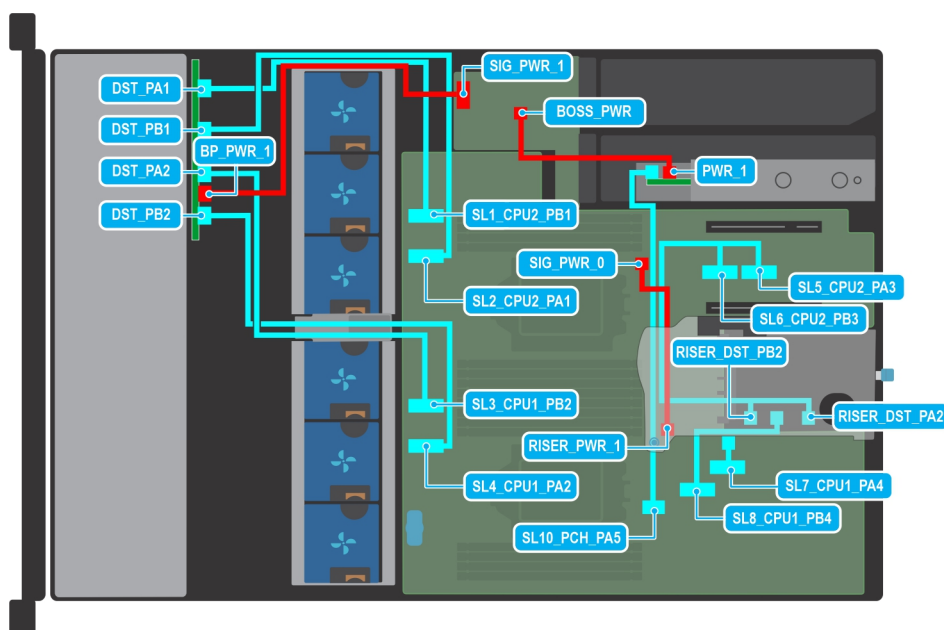 SIG_PWR_1
DST_PA1
BOSS_PWR
DST_PB1
BP_PWR_1
DST_PA2
PWR_1
DST_PB2
SL1_CPU2_PB1
SIG_PWR_0
SL5_CPU2_PA3
SL2_CPU2_PA1
SL6_CPU2_PB3
RISER_DST_PB2
SL3_CPU1_PB2
RISER_DST_PA2
SL4_CPU1_PA2
RISER_PWR_1
SL7_CPU1_PA4
SL8_CPU1_PB4
SL10_PCH_PA5